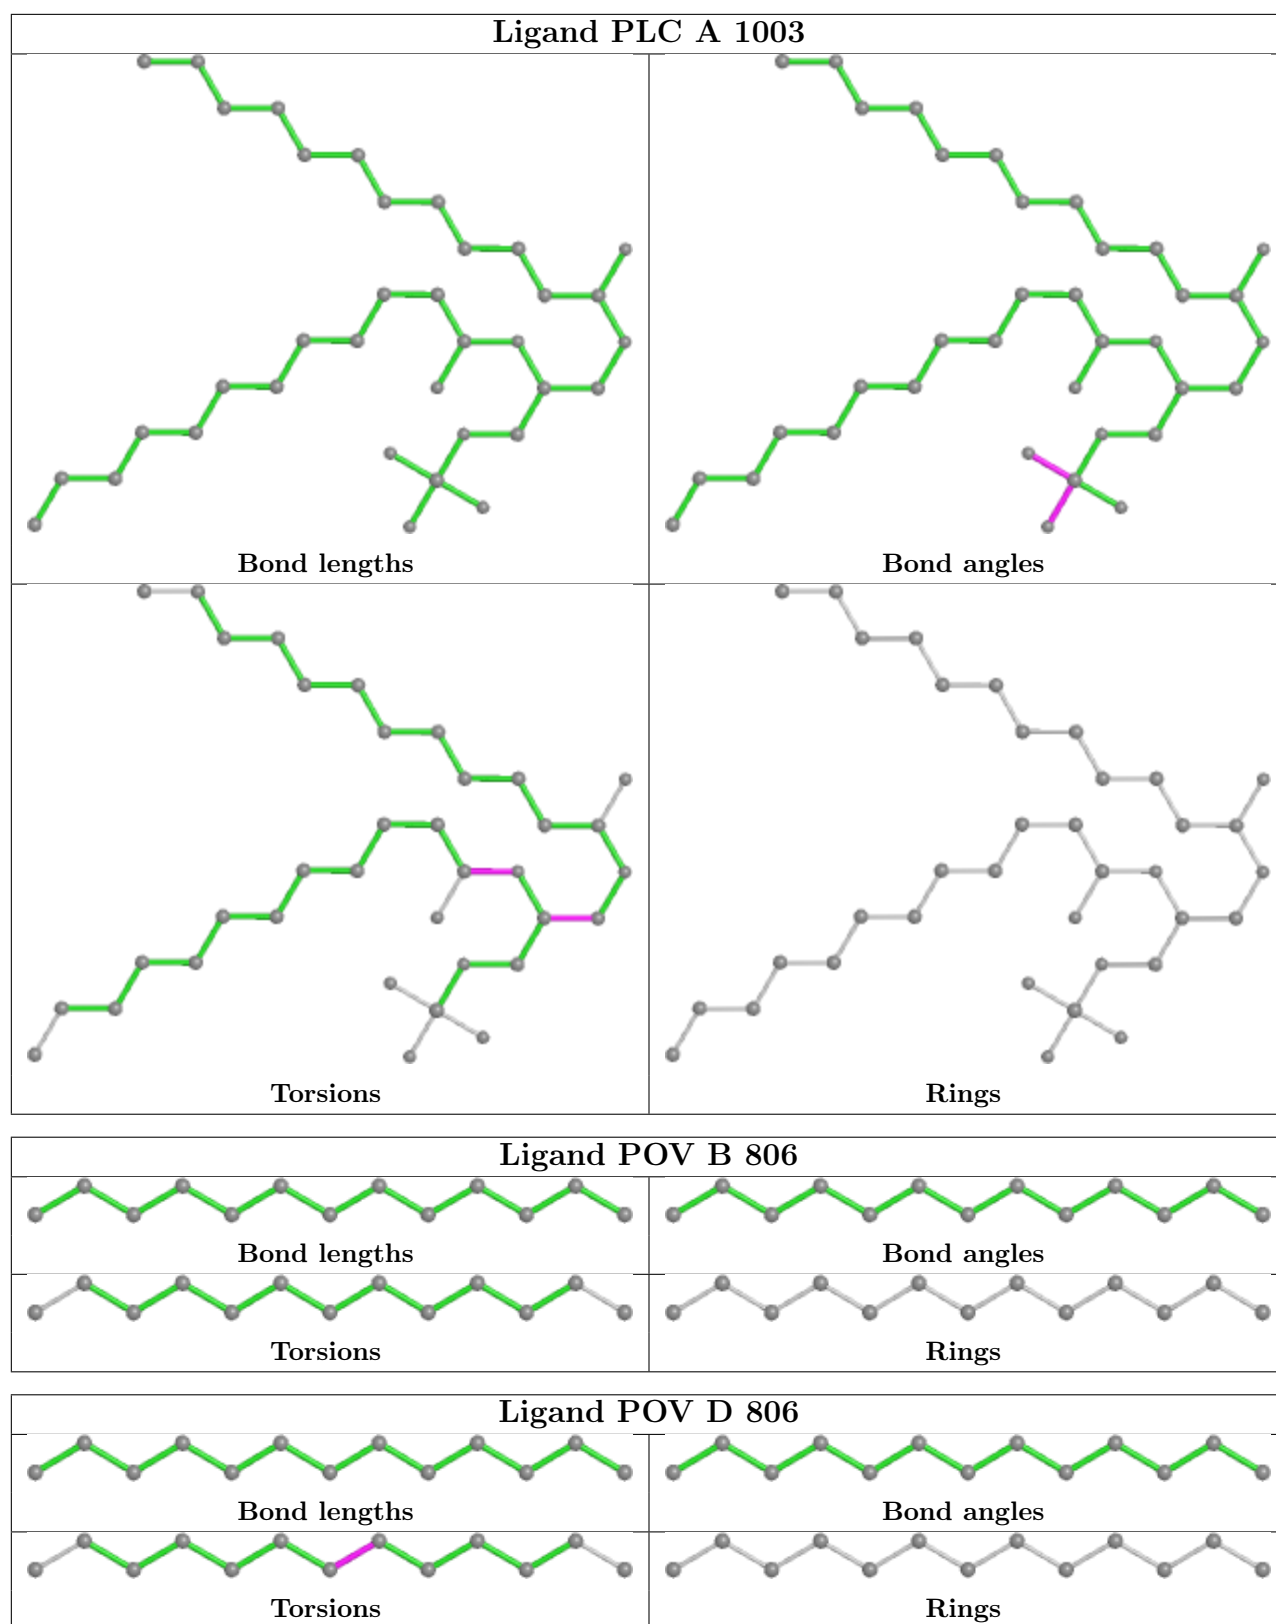 Ligand PLC A 1003
Bond lengths
Bond angles
Torsions
Rings
Ligand POV B 806
Bond lengths
Bond angles
Torsions
Rings
Ligand POV D 806
Bond lengths
Bond angles
Torsions
Rings